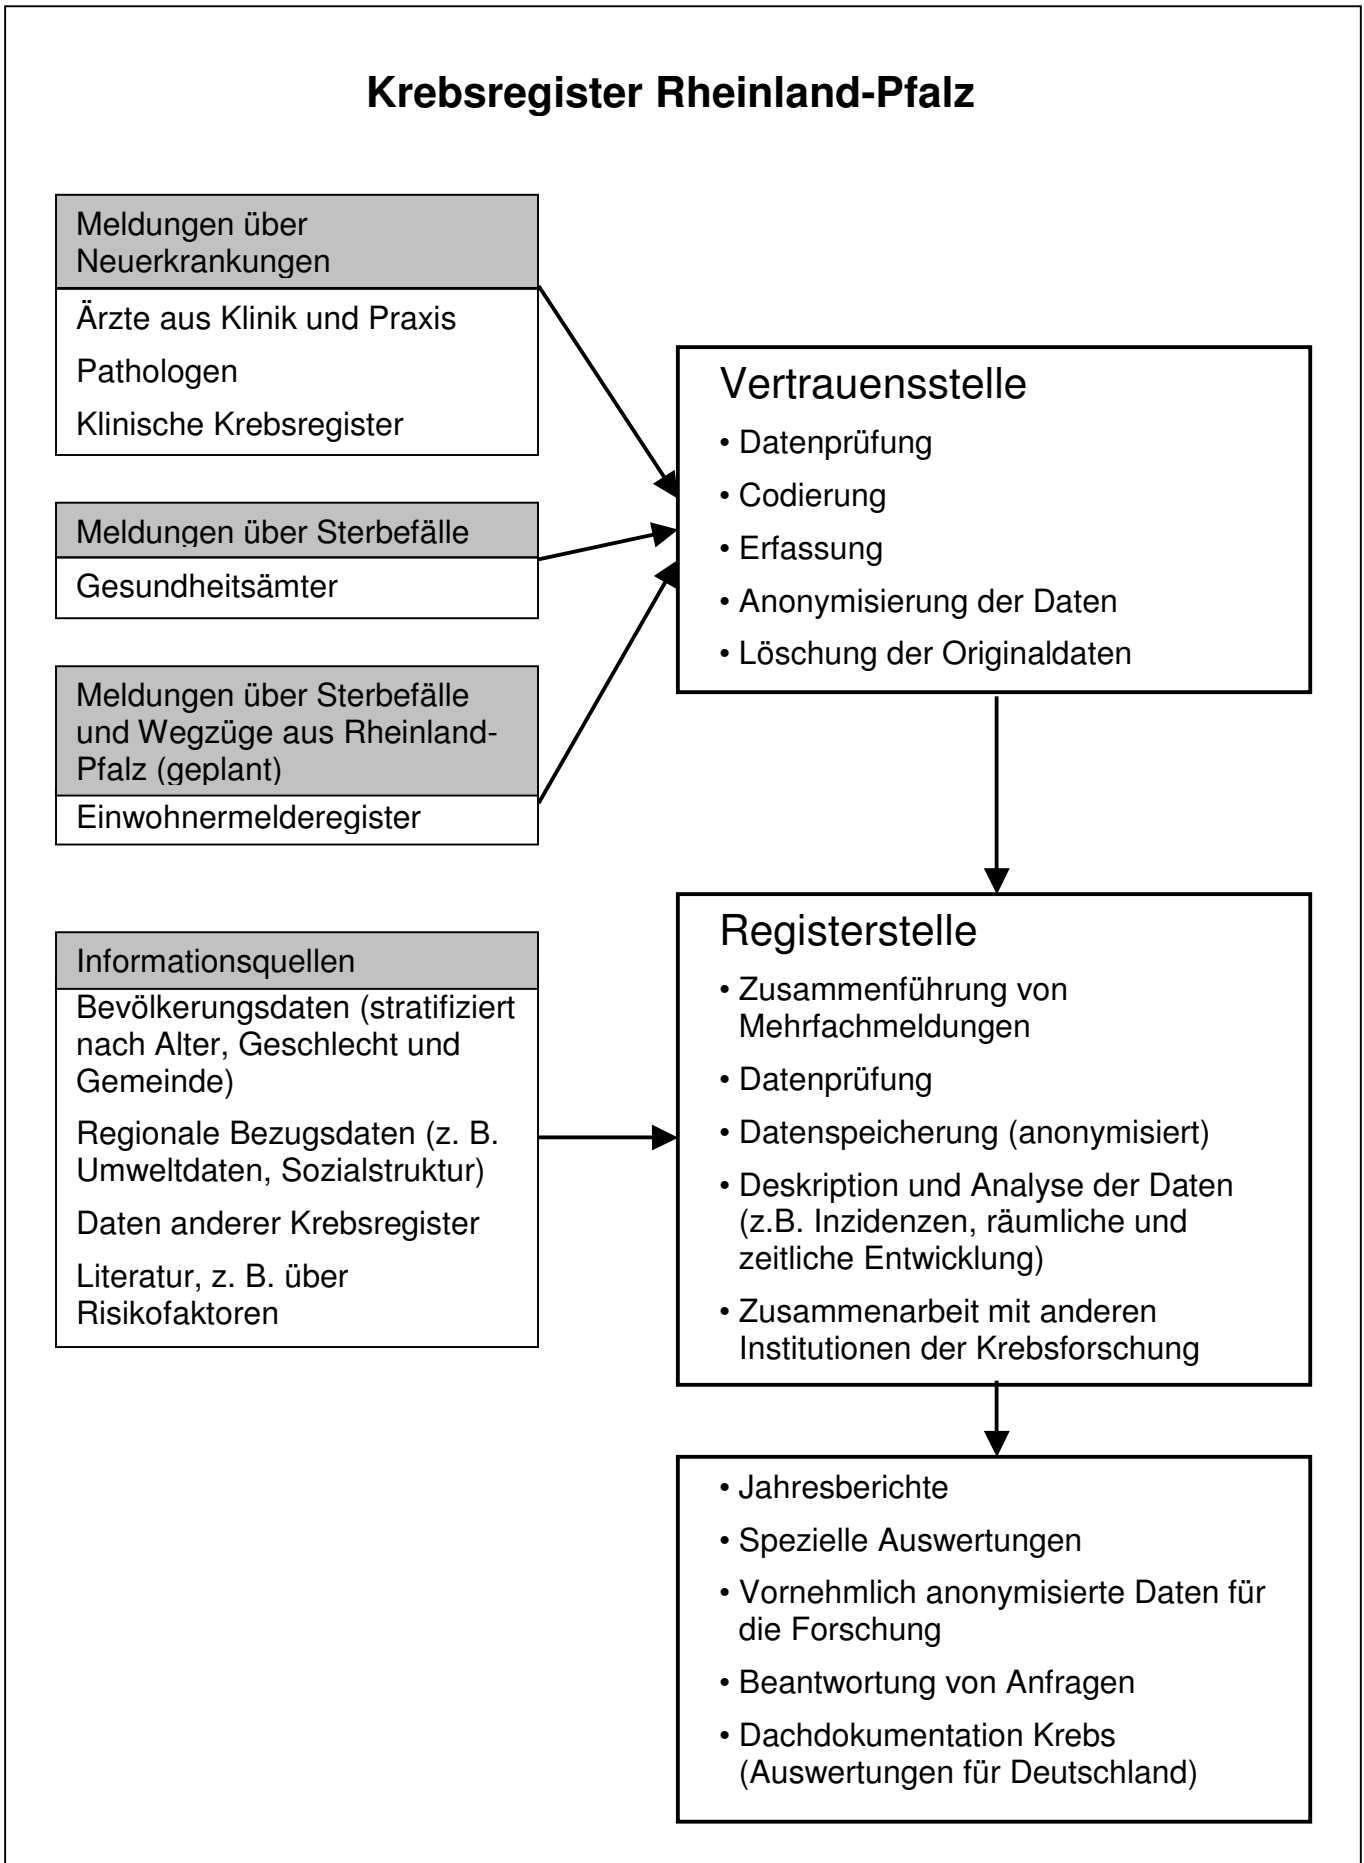 Krebsregister Rheinland-Pfalz
Meldungen über
Neuerkrankungen
Ärzte aus Klinik und Praxis
Pathologen
Klinische Krebsregister
Meldungen über Sterbefälle
Gesundheitsämter
Meldungen über Sterbefälle
und Wegzüge aus Rheinland-
Pfalz (geplant)
Einwohnermelderegister
Informationsquellen
Bevölkerungsdaten (stratifiziert
nach Alter, Geschlecht und
Gemeinde)
Regionale Bezugsdaten (z. B.
Umweltdaten, Sozialstruktur)
Daten anderer Krebsregister
Literatur, z. B. über
Risikofaktoren
Vertrauensstelle
• Datenprüfung
• Codierung
• Erfassung
• Anonymisierung der Daten
• Löschung der Originaldaten
Registerstelle
• Zusammenführung von
Mehrfachmeldungen
• Datenprüfung
• Datenspeicherung (anonymisiert)
• Deskription und Analyse der Daten
(z.B. Inzidenzen, räumliche und
zeitliche Entwicklung)
• Zusammenarbeit mit anderen
Institutionen der Krebsforschung
• Jahresberichte
• Spezielle Auswertungen
• Vornehmlich anonymisierte Daten für
die Forschung
• Beantwortung von Anfragen
• Dachdokumentation Krebs
(Auswertungen für Deutschland)